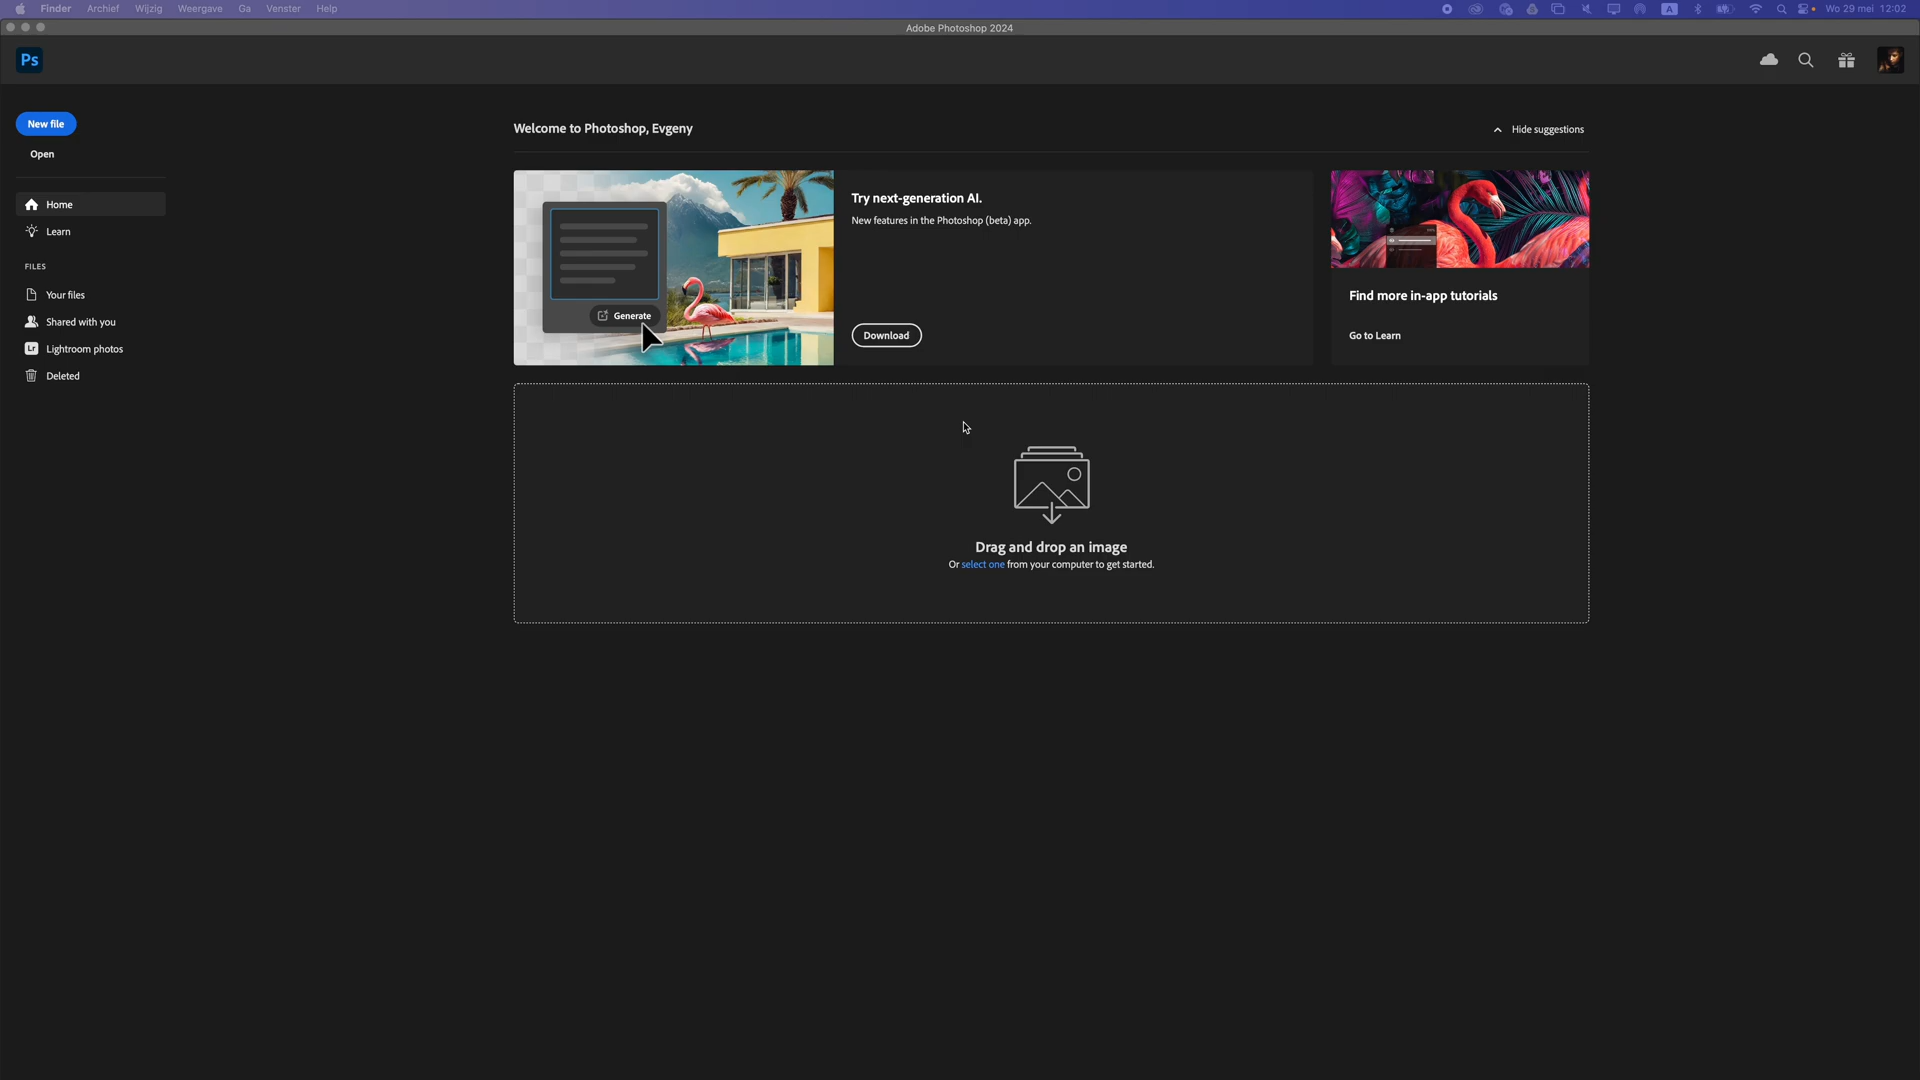 Finder Archief Wijzig Weergave Ga Venster Help
A
Wo 29 mei 12:02
Adobe Photoshop 2024
Ps
New file
Open
Home
Learn
FILES
Your files
Shared with you
Lr Lightroom photos
Deleted
Welcome to Photoshop, Evgeny
Hide suggestions
Generate
Try next-generation AI.
New features in the Photoshop (beta) app.
Download
Find more in-app tutorials
Go to Learn
Drag and drop an image
Or select one from your computer to get started.